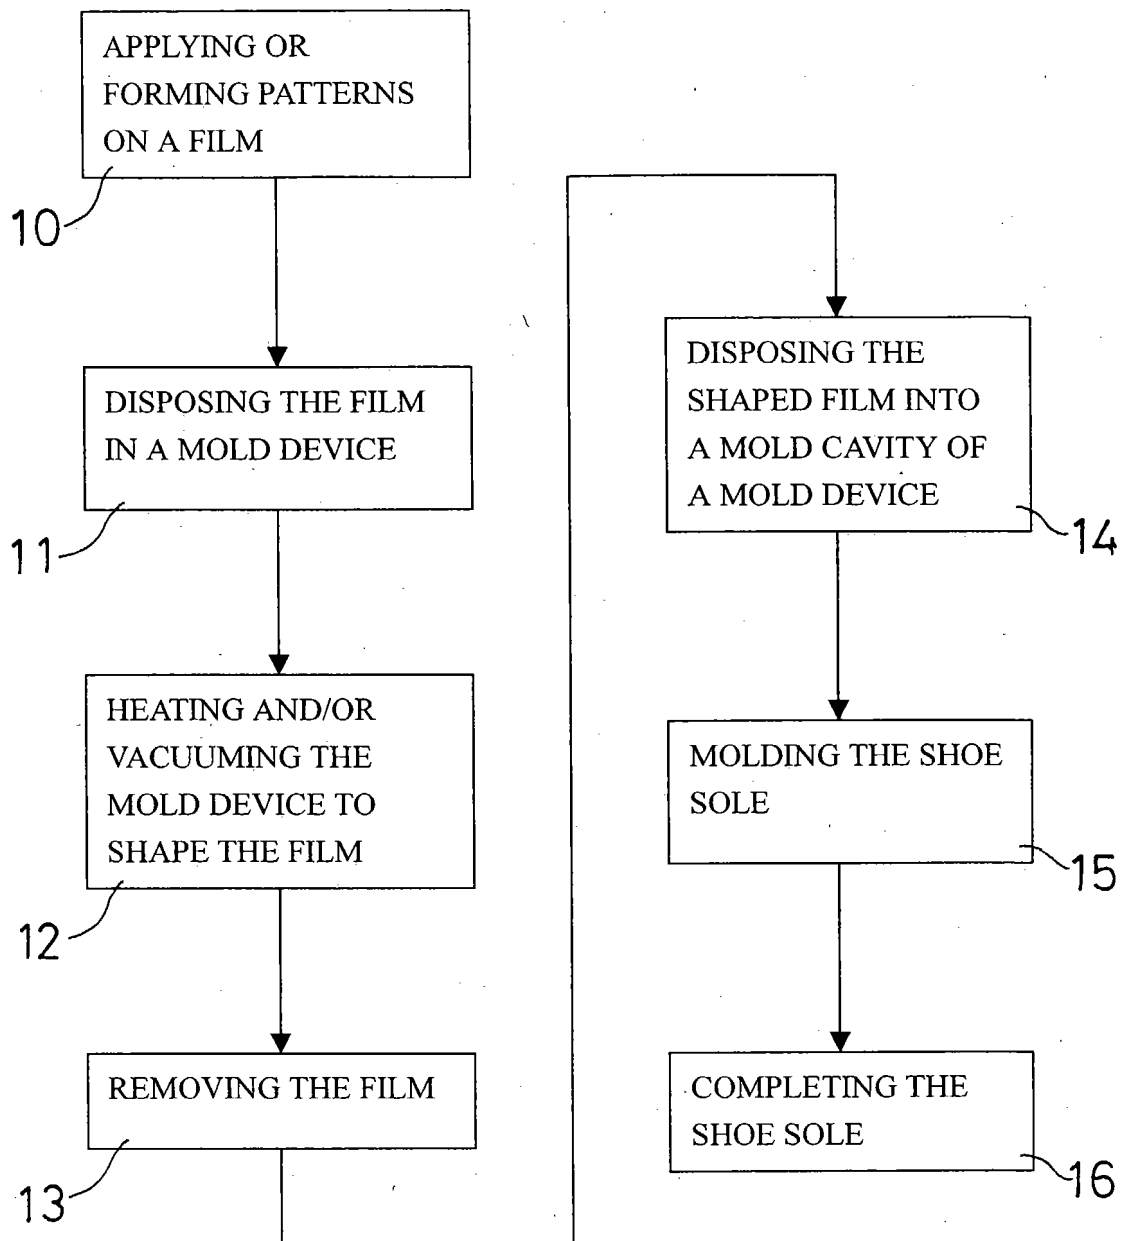 APPLYING OR
FORMING PATTERNS
ON A FILM
10
DISPOSING THE FILM
IN A MOLD DEVICE
11
HEATING AND/OR
VACUUMING THE
MOLD DEVICE TO
SHAPE THE FILM
12
REMOVING THE FILM
13
DISPOSING THE
SHAPED FILM INTO
A MOLD CAVITY OF
A MOLD DEVICE
14
MOLDING THE SHOE
SOLE
15
COMPLETING THE
SHOE SOLE
16